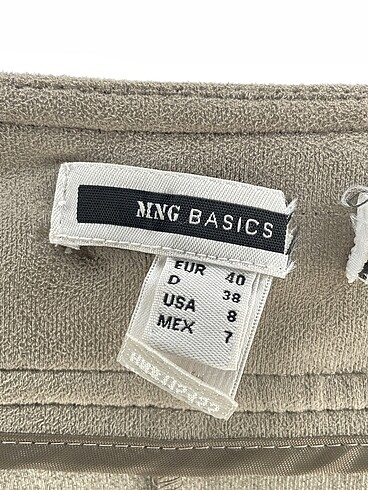 MNG BASICS
EUR 40
D 38
USA 8
MEX 7